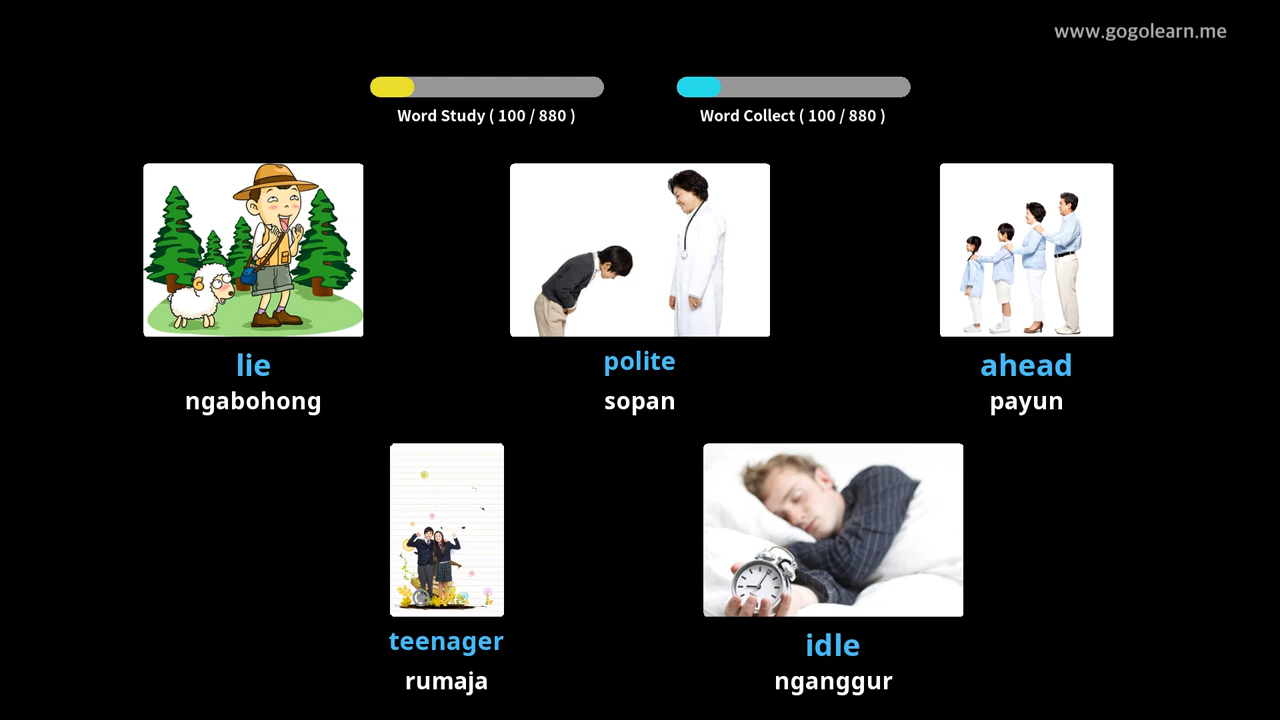 www.gogolearn.me
Word Study ( 100 / 880 )
Word Collect ( 100 / 880 )
lie
ngabohong
polite
sopan
ahead
payun
teenager
rumaja
idle
nganggur